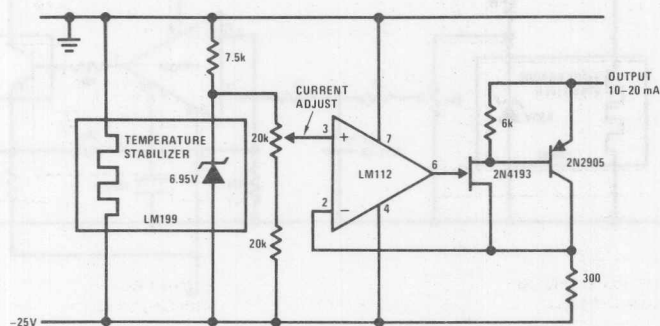 7.5k
CURRENT
ADJUST
OUTPUT
10–20 mA
TEMPERATURE
STABILIZER
6.95V
LM199
20k
20k
3
+
7
LM112
6
2
–
4
6k
2N4193
2N2905
300
–25V